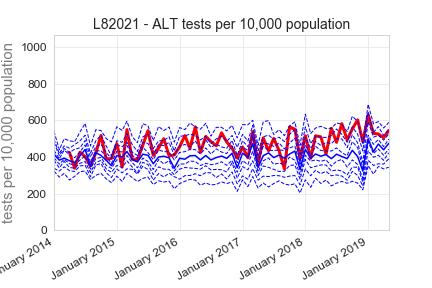 L82021 - ALT tests per 10,000 population
tests per 10,000 population
1000
800
600
400
200
0
nuary 2014
January 2015
January 2016
January 2017
January 2018
January 2019